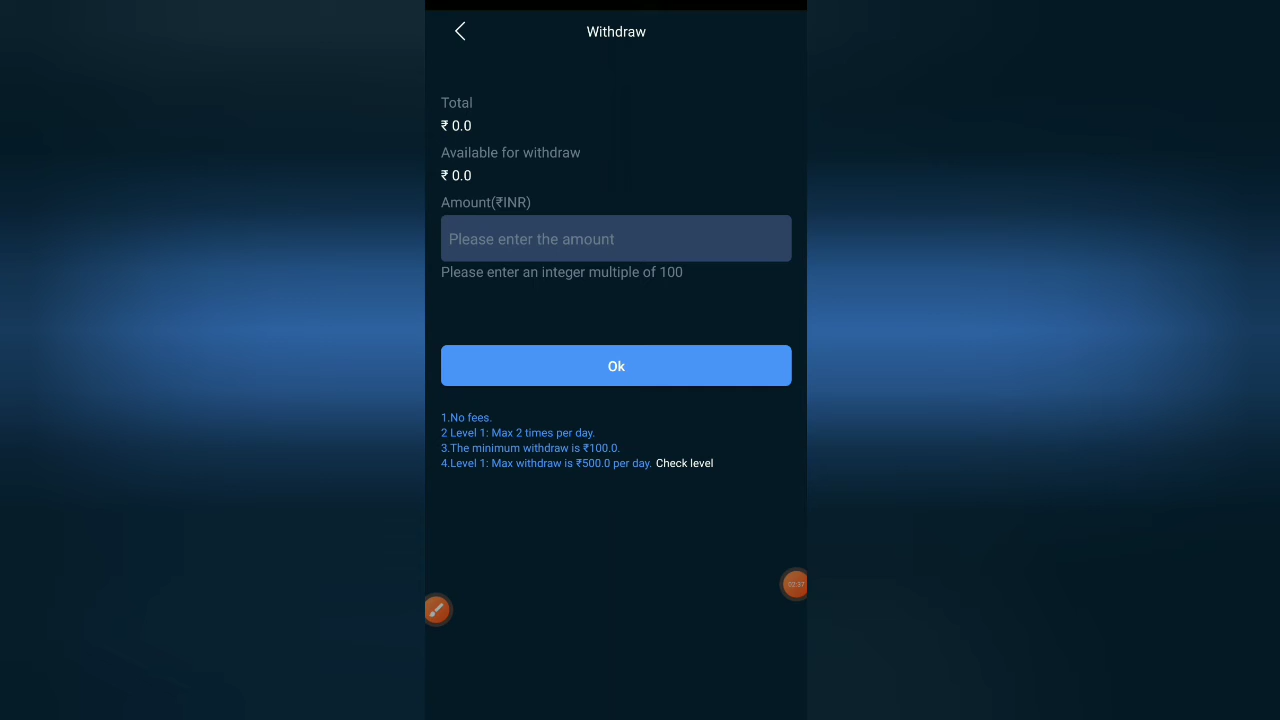 Withdraw
Total
₹ 0.0
Available for withdraw
₹ 0.0
Amount(₹INR)
Please enter the amount
Please enter an integer multiple of 100
Ok
1.No fees.
2 Level 1: Max 2 times per day.
3.The minimum withdraw is ₹100.0.
4.Level 1: Max withdraw is ₹500.0 per day. Check level
02:37